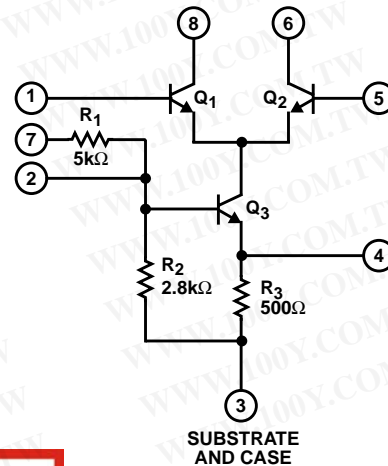 8 6
1 Q1 Q2 5
R1
7
5kΩ
2
Q3
4
R2
2.8kΩ
R3
500Ω
3
SUBSTRATE
AND CASE
WWW.100Y.COM.TW